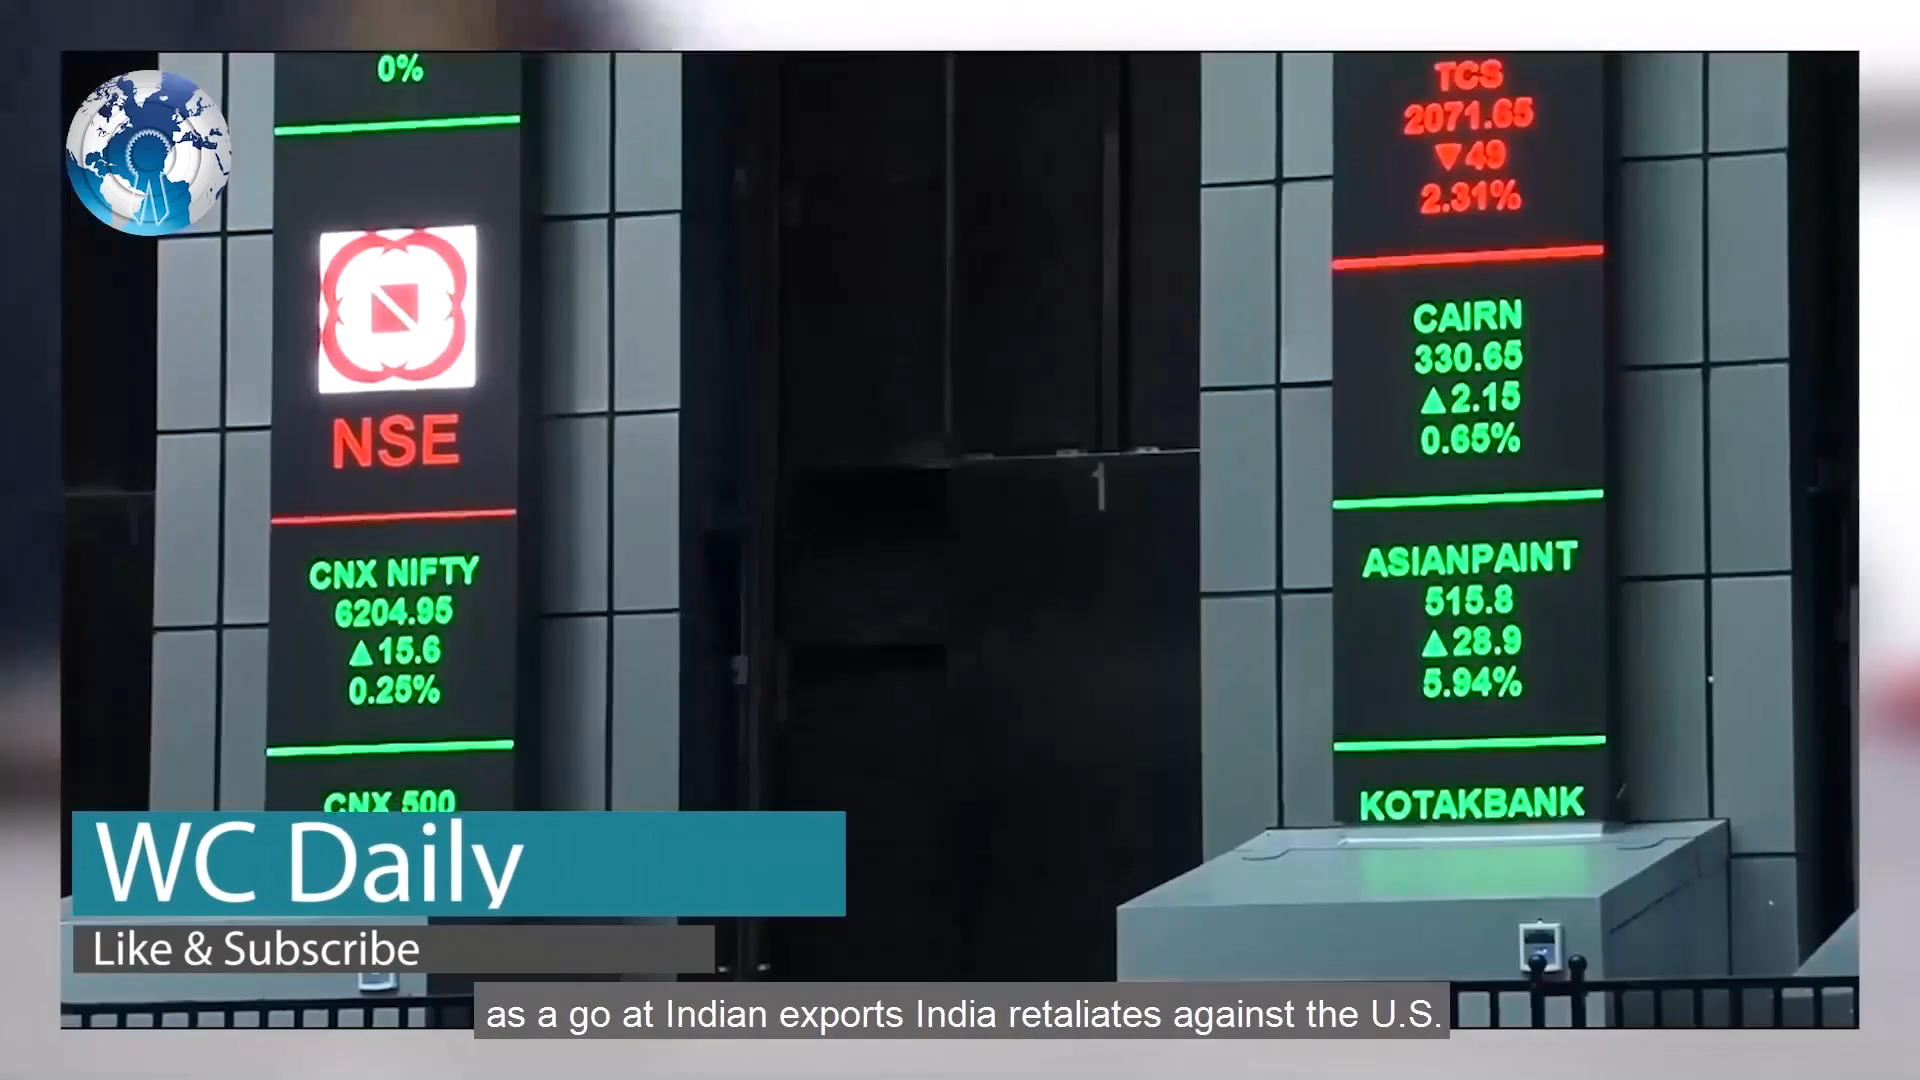 0%
NSE
CNX NIFTY
6204.95
▲15.6
0.25%
CNX 500
TCS
2071.65
▼49
2.31%
CAIRN
330.65
▲2.15
0.65%
ASIANPAINT
515.8
▲28.9
5.94%
KOTAKBANK
1
WC Daily
Like & Subscribe
as a go at Indian exports India retaliates against the U.S.